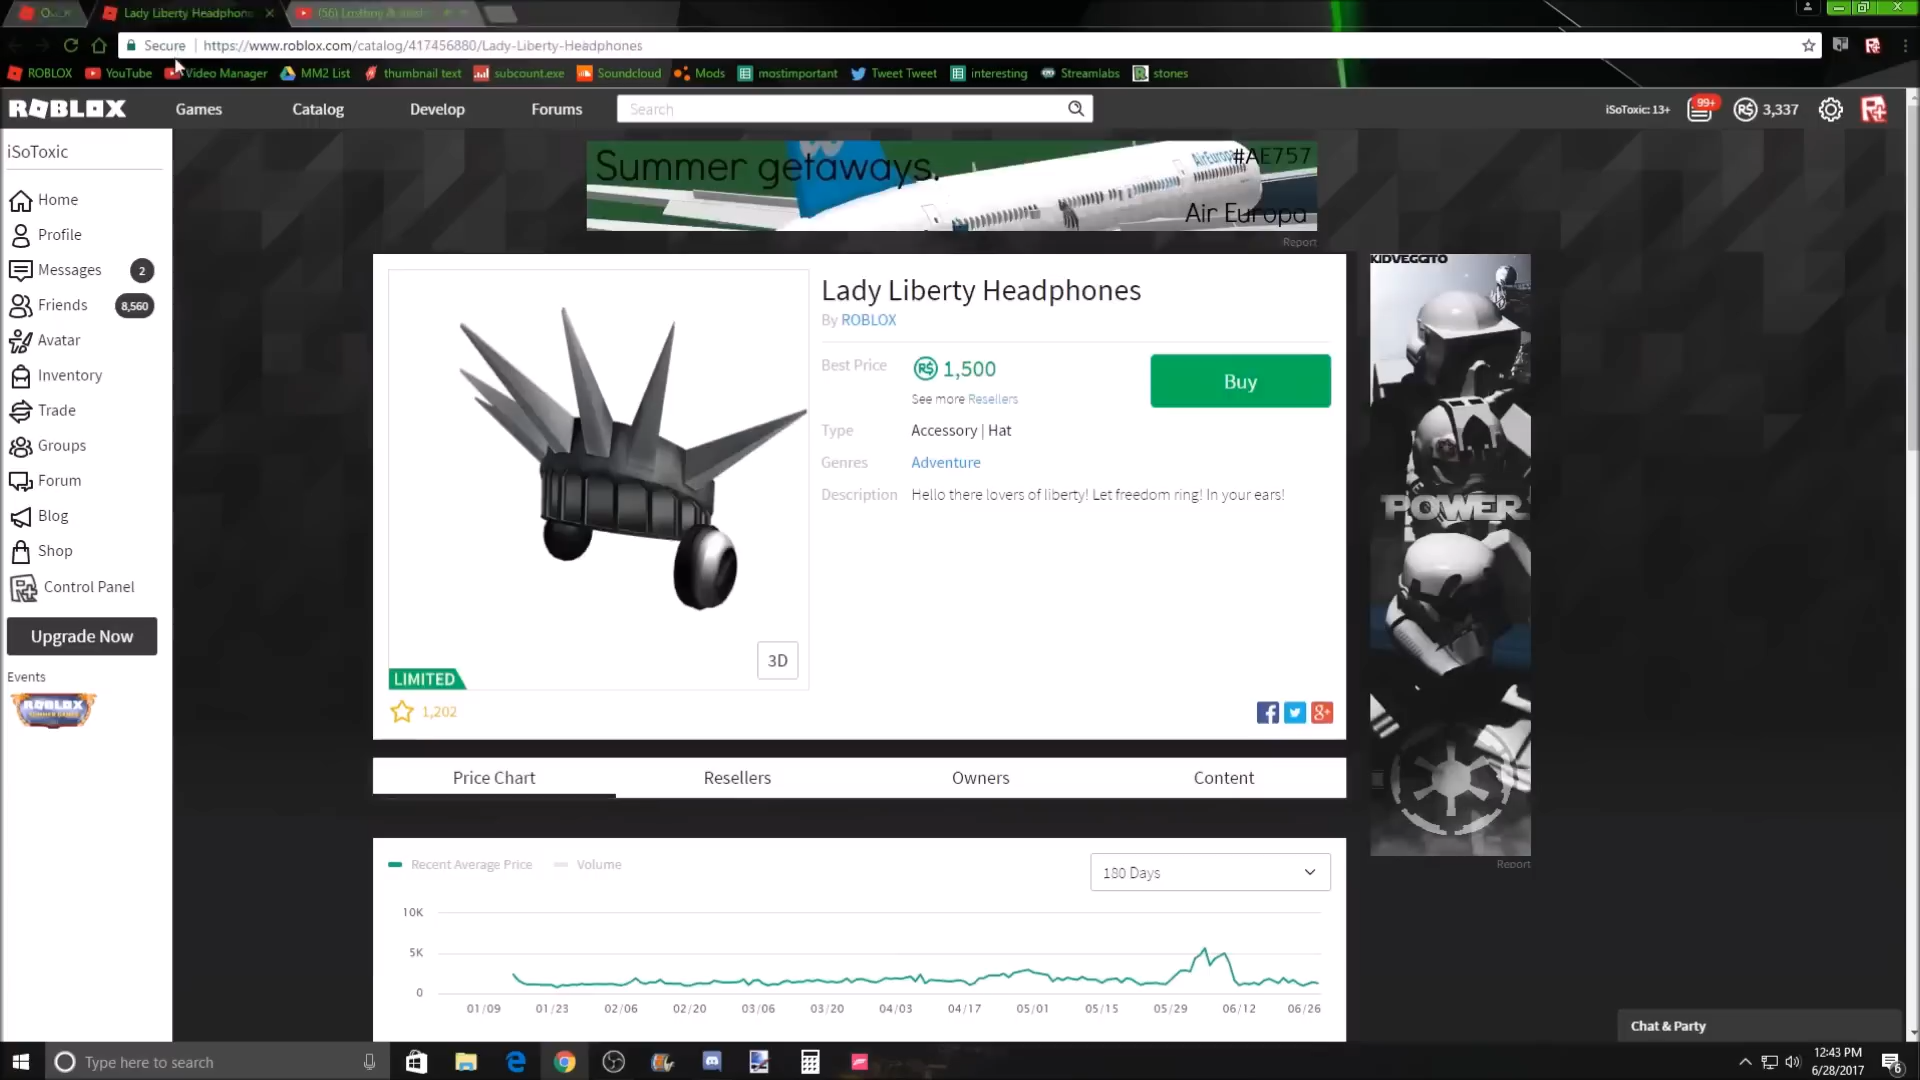 Lady Liberty Headphon
(56) Losthop
Secure https://www.roblox.com/catalog/417456880/Lady-Liberty-Headphones
ROBLOX YouTube Video Manager MM2 List thumbnail text subcount.exe Soundcloud Mods mostimportant Tweet Tweet interesting Streamlabs stones
ROBLOX Games Catalog Develop Forums Search iSoToxic: 13+ 99+ R$ 3,337
iSoToxic
Home
Profile
Messages 2
Friends 8,560
Avatar
Inventory
Trade
Groups
Forum
Blog
Shop
Control Panel
Upgrade Now
Events
ROBLOX
SUMMER GAMES
Summer getaways.
AirEuropa
#AE757
Air Europa
Report
Lady Liberty Headphones
By ROBLOX
Best Price R$ 1,500
Buy
See more Resellers
Type Accessory | Hat
Genres Adventure
Description Hello there lovers of liberty! Let freedom ring! In your ears!
3D
LIMITED
1,202
KIDVEGGITO
POWER
Report
Price Chart Resellers Owners Content
Recent Average Price Volume
180 Days
10K
5K
0
01/09 01/23 02/06 02/20 03/06 03/20 04/03 04/17 05/01 05/15 05/29 06/12 06/26
Chat & Party
Type here to search
12:43 PM
6/28/2017
6